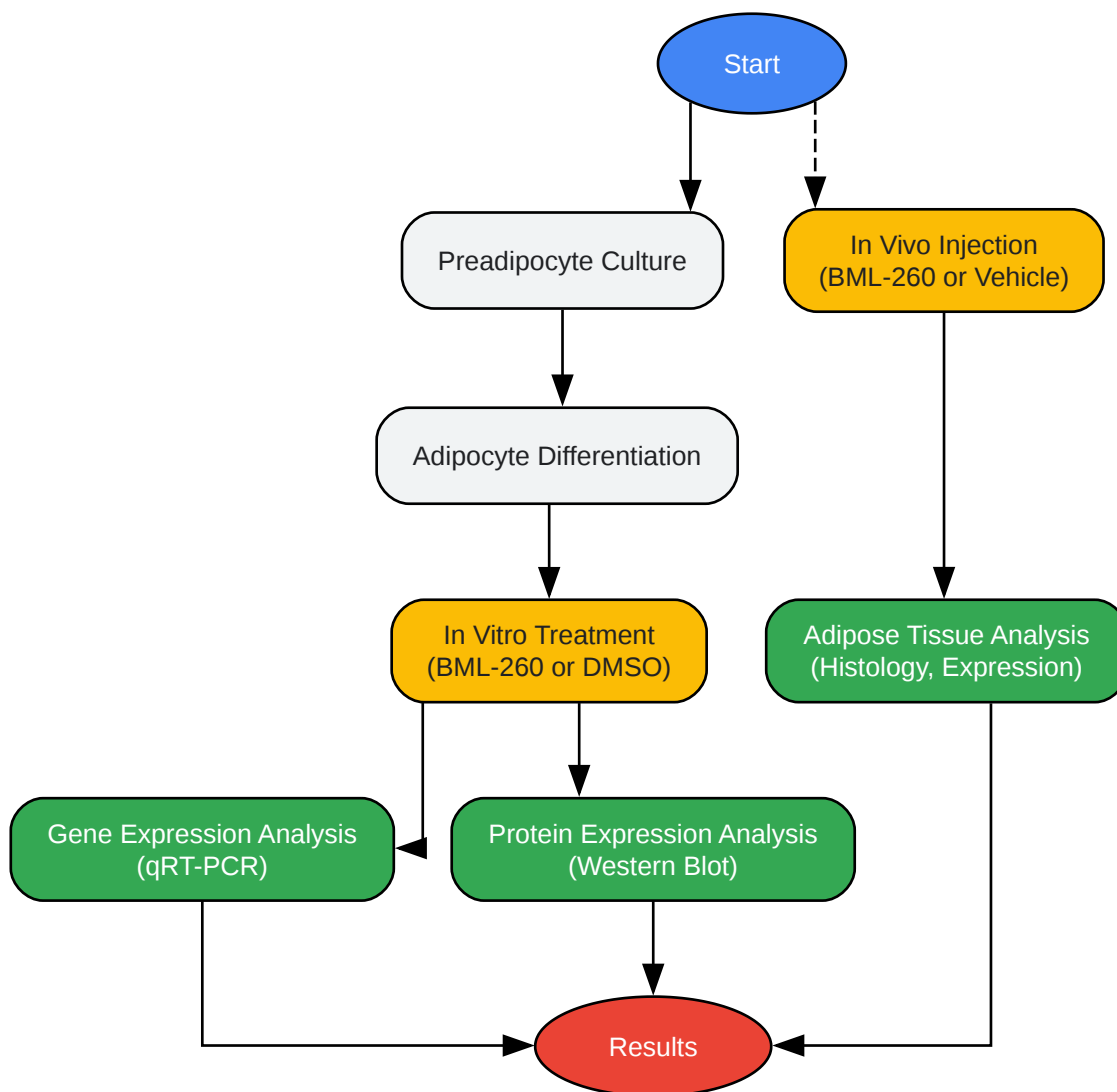 Start
Preadipocyte Culture
In Vivo Injection
(BML-260 or Vehicle)
Adipocyte Differentiation
In Vitro Treatment
(BML-260 or DMSO)
Adipose Tissue Analysis
(Histology, Expression)
Gene Expression Analysis
(qRT-PCR)
Protein Expression Analysis
(Western Blot)
Results